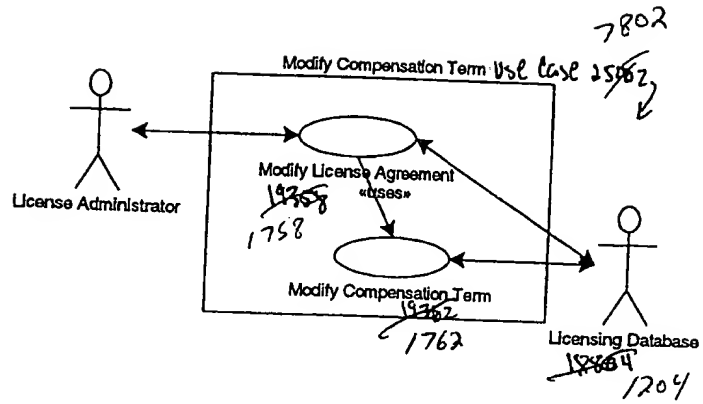 7802
Modify Compensation Term Use Case
Modify License Agreement
«uses»
1758
License Administrator
Modify Compensation Term
1762
Licensing Database
1204